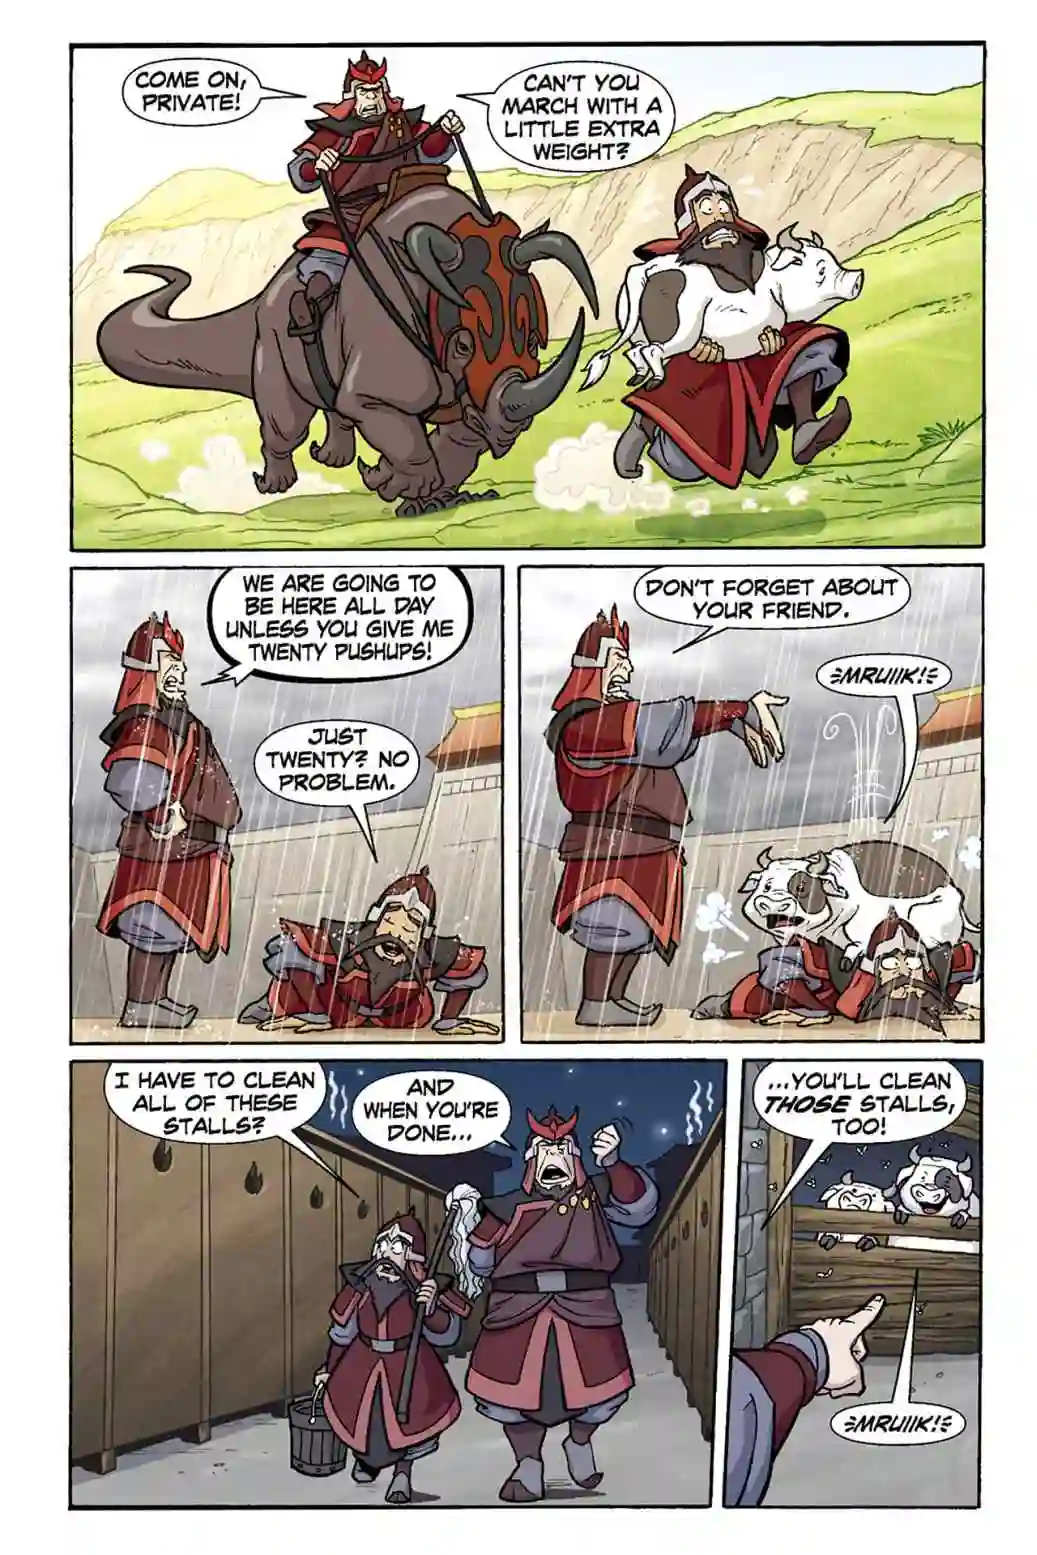 COME ON,
PRIVATE!
CAN'T YOU
MARCH WITH A
LITTLE EXTRA
WEIGHT?
WE ARE GOING TO
BE HERE ALL DAY
UNLESS YOU GIVE ME
TWENTY PUSHUPS!
JUST
TWENTY? NO
PROBLEM.
DON'T FORGET ABOUT
YOUR FRIEND.
MRUIIK!
I HAVE TO CLEAN
ALL OF THESE
STALLS?
AND
WHEN YOU'RE
DONE...
...YOU'LL CLEAN
THOSE STALLS,
TOO!
MRUIIK!